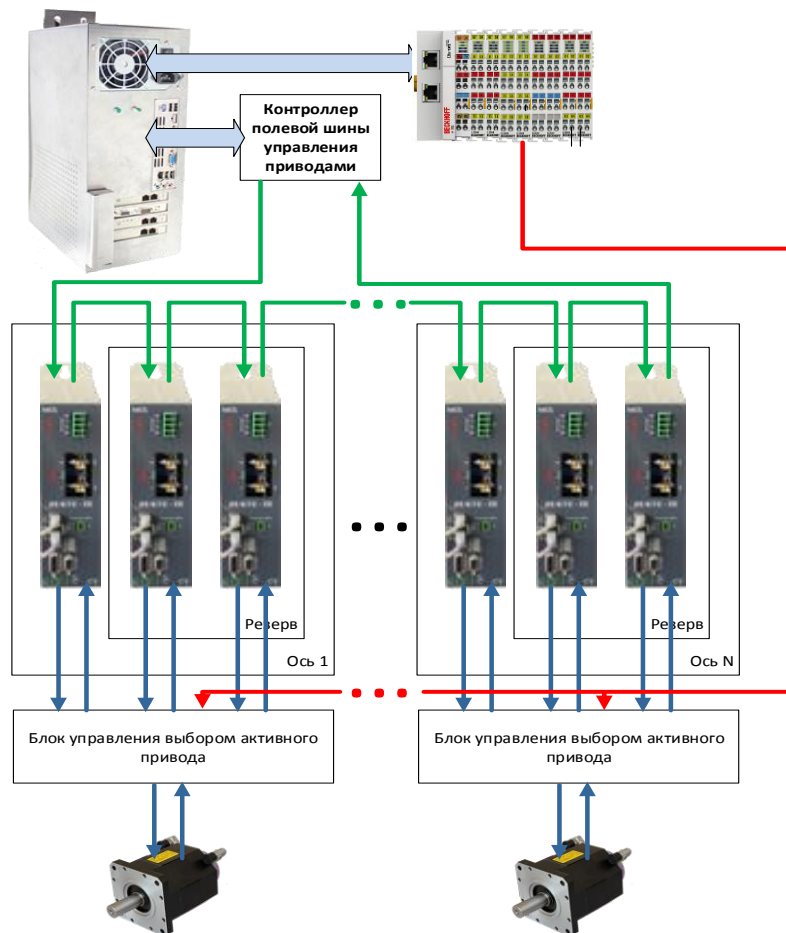 Контроллер
полевой шины
управления
приводами
BECKHOFF
Резерв
Ось 1
Резерв
Ось N
Блок управления выбором активного
привода
Блок управления выбором активного
привода